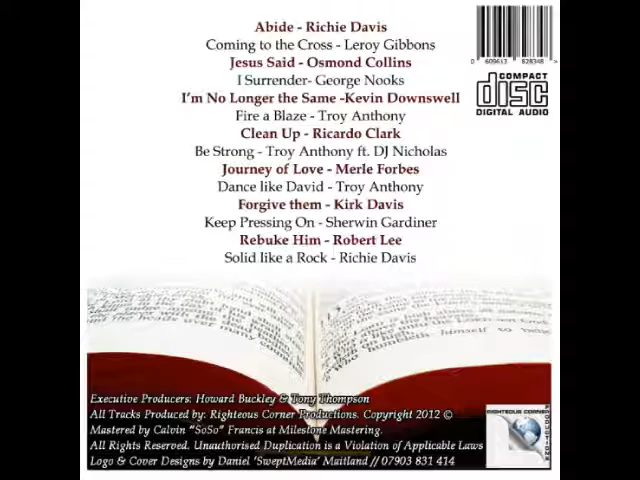 Abide - Richie Davis
Coming to the Cross - Leroy Gibbons
Jesus Said - Osmond Collins
I Surrender- George Nooks
I'm No Longer the Same -Kevin Downswell
Fire a Blaze - Troy Anthony
Clean Up - Ricardo Clark
Be Strong - Troy Anthony ft. DJ Nicholas
Journey of Love - Merle Forbes
Dance like David - Troy Anthony
Forgive them - Kirk Davis
Keep Pressing On - Sherwin Gardiner
Rebuke Him - Robert Lee
Solid like a Rock - Richie Davis
0 609613 828348 >
COMPACT
disc
DIGITAL AUDIO
Executive Producers: Howard Buckley & Tony Thompson
All Tracks Produced by: Righteous Corner Productions. Copyright 2012 ©
Mastered by Calvin "SoSo" Francis at Milestone Mastering.
All Rights Reserved. Unauthorised Duplication is a Violation of Applicable Laws
Logo & Cover Designs by Daniel 'SweptMedia' Maitland // 07903 831 414
RIGHTEOUS CORNER